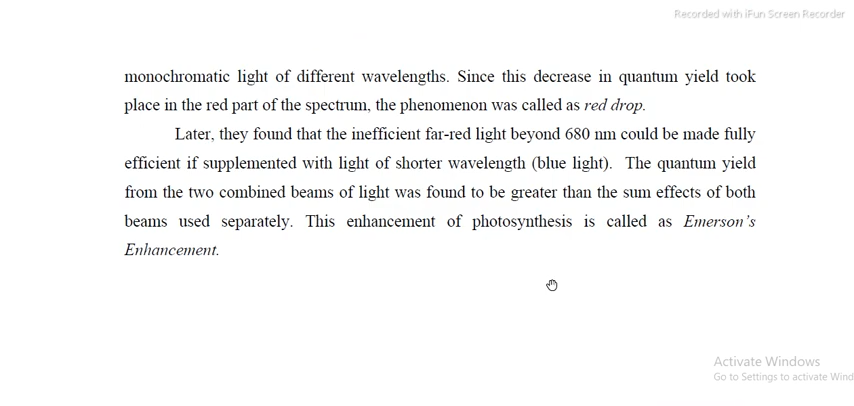 Recorded with iFun Screen Recorder
monochromatic light of different wavelengths. Since this decrease in quantum yield took
place in the red part of the spectrum, the phenomenon was called as red drop.
Later, they found that the inefficient far-red light beyond 680 nm could be made fully
efficient if supplemented with light of shorter wavelength (blue light). The quantum yield
from the two combined beams of light was found to be greater than the sum effects of both
beams used separately. This enhancement of photosynthesis is called as Emerson's
Enhancement.
Activate Windows
Go to Settings to activate Wind